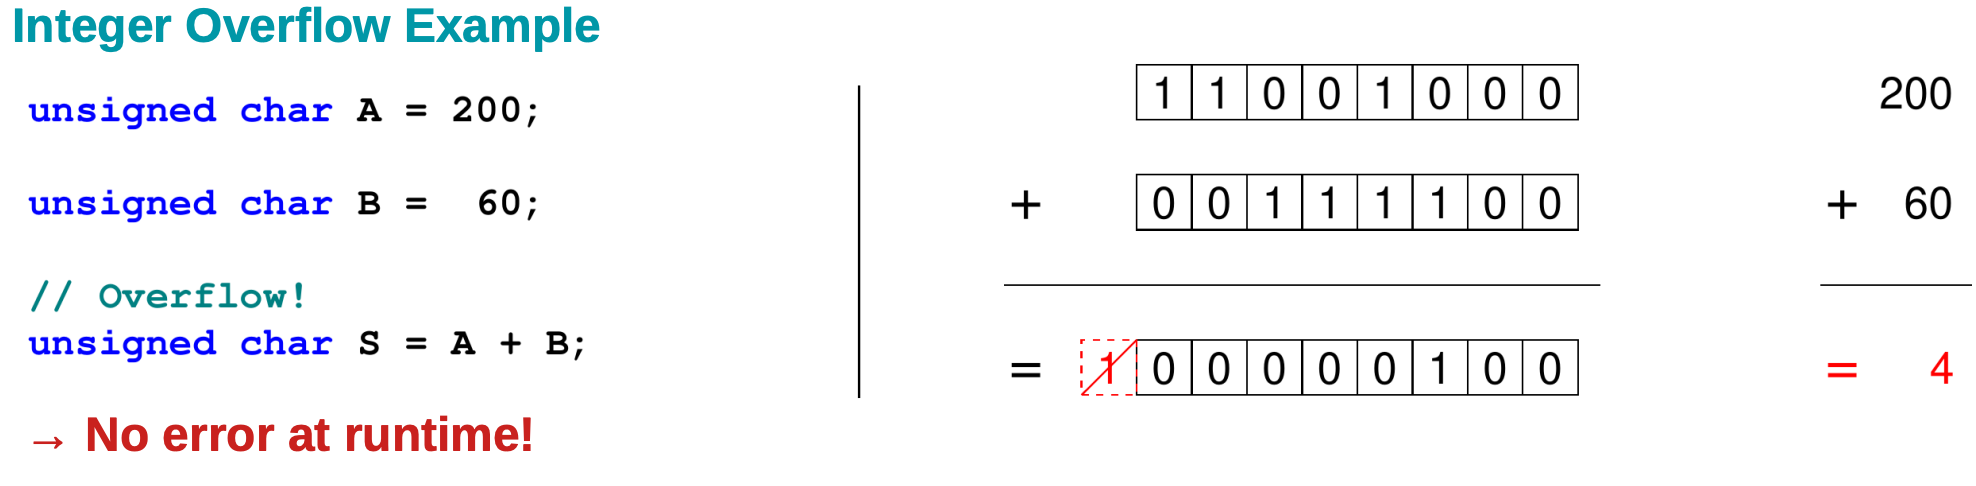 Integer Overflow Example
unsigned char A = 200;
unsigned char B =  60;
// Overflow!
unsigned char S = A + B;
→ No error at runtime!
1 1 0 0 1 0 0 0
+ 0 0 1 1 1 1 0 0
= 1 0 0 0 0 0 1 0 0
200
+ 60
= 4